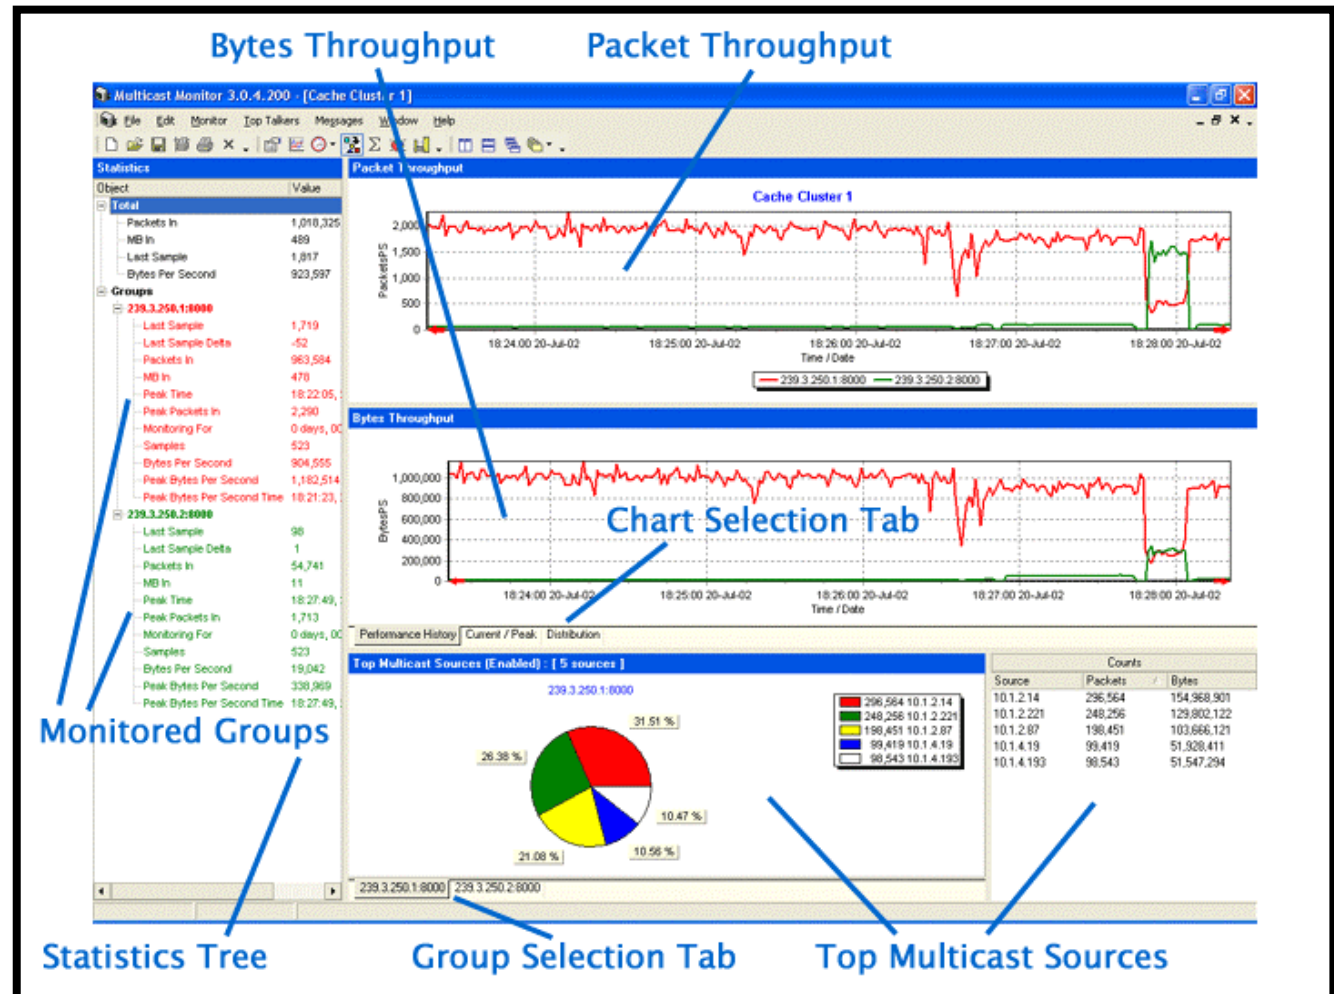 Bytes Throughput
Packet Throughput
Multicast Monitor 3.0.4.200 - [Cache Cluster 1]
File Edit Monitor Top Talkers Messages Window Help
Statistics
Object Value
Total
Packets In 1,018,325
MB In 489
Last Sample 1,817
Bytes Per Second 923,597
Groups
239.3.250.1:8000
Last Sample 1,719
Last Sample Delta -52
Packets In 963,584
MB In 478
Peak Time 18:22:05,
Peak Packets In 2,290
Monitoring For 0 days, 00
Samples 523
Bytes Per Second 904,555
Peak Bytes Per Second 1,182,514
Peak Bytes Per Second Time 18:21:23,
239.3.250.2:8000
Last Sample 98
Last Sample Delta 1
Packets In 54,741
MB In 11
Peak Time 18:27:49,
Peak Packets In 1,713
Monitoring For 0 days, 00
Samples 523
Bytes Per Second 19,042
Peak Bytes Per Second 338,969
Peak Bytes Per Second Time 18:27:49,
Monitored Groups
Statistics Tree
Packet Throughput
Cache Cluster 1
PacketsPS
2,000
1,500
1,000
500
0
18:24:00 20-Jul-02 18:25:00 20-Jul-02 18:26:00 20-Jul-02 18:27:00 20-Jul-02 18:28:00 20-Jul-02
Time / Date
239.3.250.1:8000 239.3.250.2:8000
Bytes Throughput
BytesPS
1,000,000
800,000
600,000
400,000
200,000
0
Chart Selection Tab
18:24:00 20-Jul-02 18:25:00 20-Jul-02 18:26:00 20-Jul-02 18:27:00 20-Jul-02 18:28:00 20-Jul-02
Time / Date
Performance History Current / Peak Distribution
Top Multicast Sources (Enabled) : [ 5 sources ]
239.3.250.1:8000
31.51 %
26.38 %
21.08 %
10.56 %
10.47 %
296,564 10.1.2.14
248,256 10.1.2.221
198,451 10.1.2.87
99,419 10.1.4.19
98,543 10.1.4.193
Counts
Source Packets / Bytes
10.1.2.14 296,564 154,968,901
10.1.2.221 248,256 129,802,122
10.1.2.87 198,451 103,666,121
10.1.4.19 99,419 51,928,411
10.1.4.193 98,543 51,547,294
239.3.250.1:8000 239.3.250.2:8000
Group Selection Tab
Top Multicast Sources